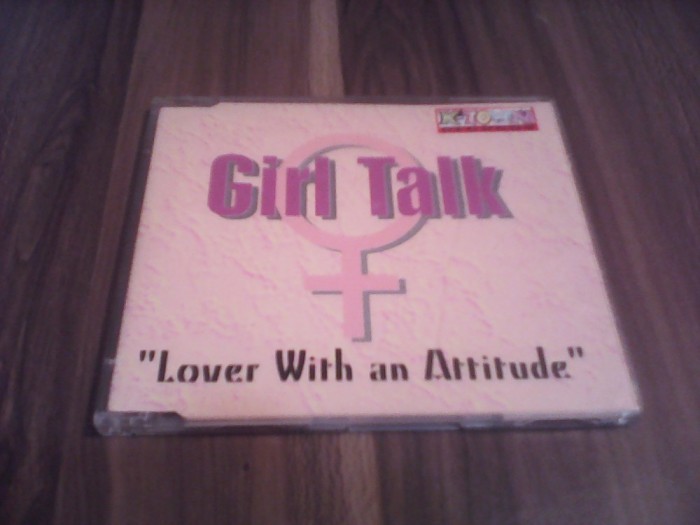 Girl Talk
"Lover With an Attitude"